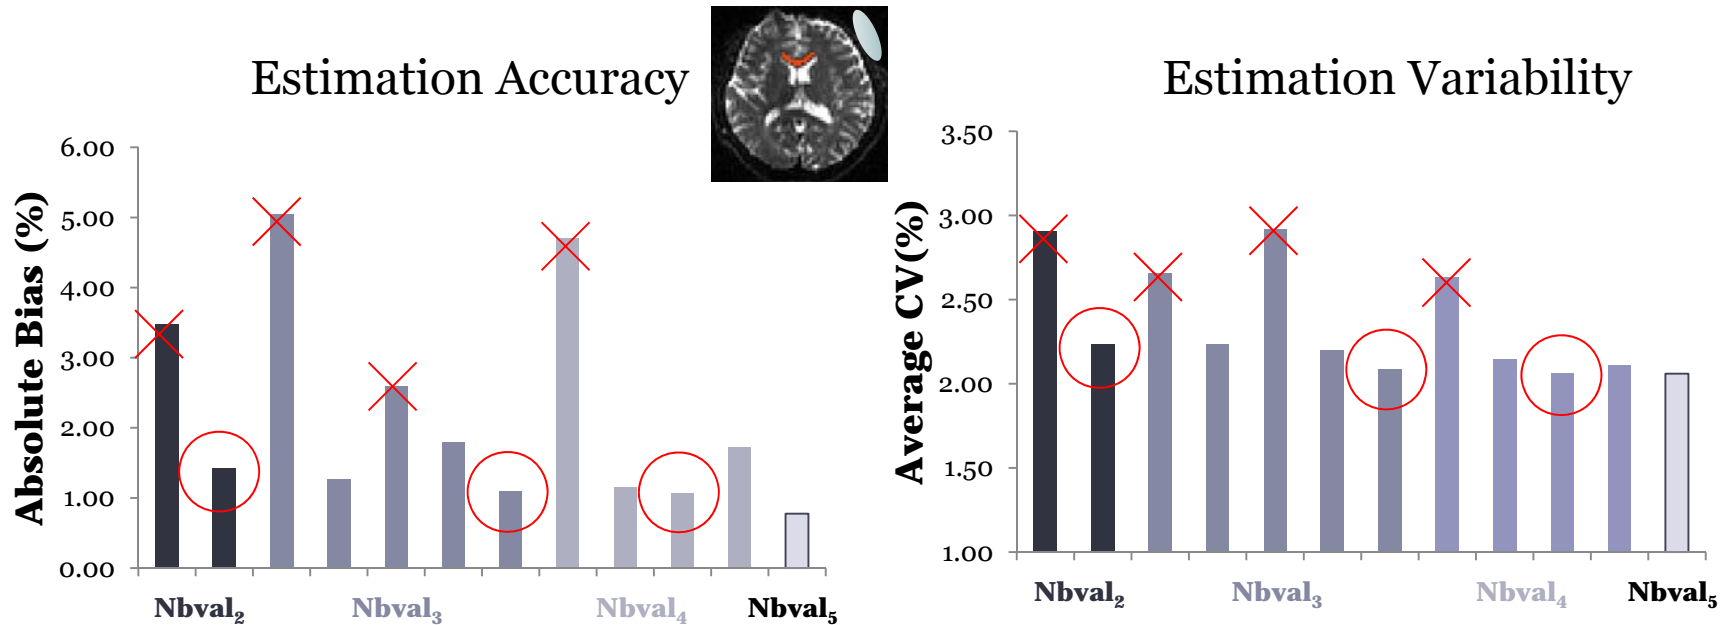 Estimation Accuracy
Absolute Bias (%)
6.00
5.00
4.00
3.00
2.00
1.00
0.00
Nbval₂ Nbval₃ Nbval₄ Nbval₅
Estimation Variability
Average CV(%)
3.50
3.00
2.50
2.00
1.50
1.00
Nbval₂ Nbval₃ Nbval₄ Nbval₅